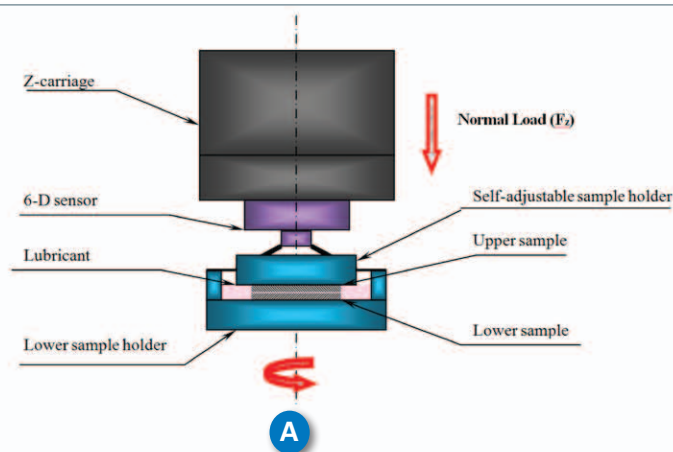 Z-carriage
Normal Load (Fz)
6-D sensor
Self-adjustable sample holder
Lubricant
Upper sample
Lower sample holder
Lower sample
A